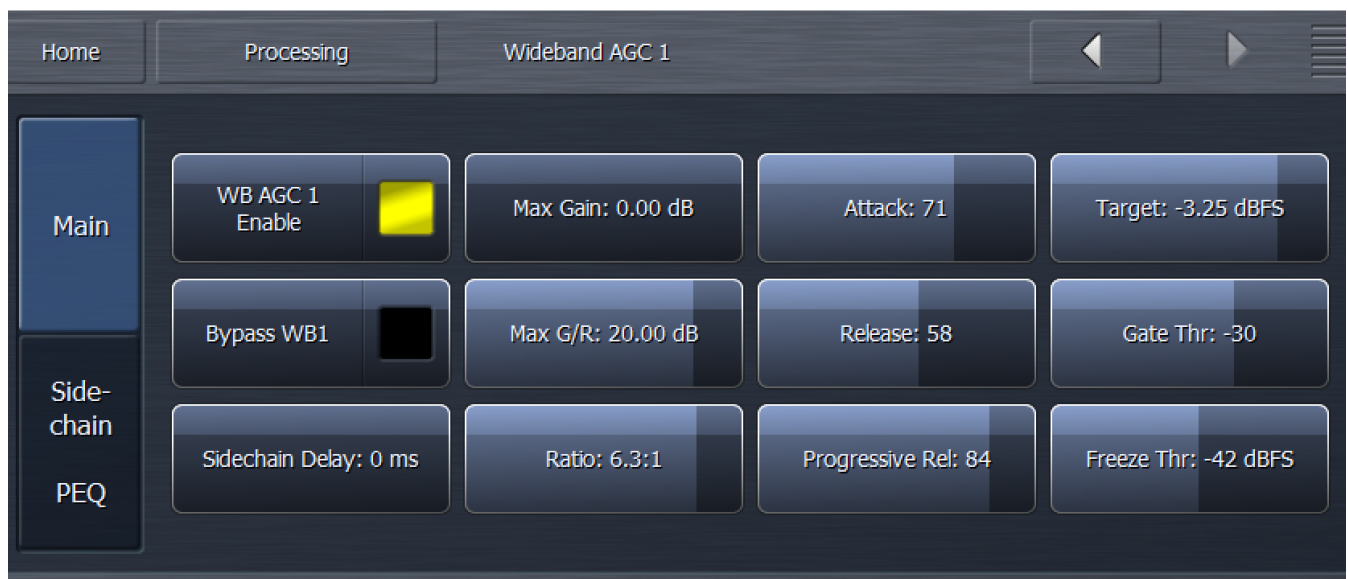 Home
Processing
Wideband AGC 1
Main
Side-
chain
PEQ
WB AGC 1
Enable
Max Gain: 0.00 dB
Attack: 71
Target: -3.25 dBFS
Bypass WB1
Max G/R: 20.00 dB
Release: 58
Gate Thr: -30
Sidechain Delay: 0 ms
Ratio: 6.3:1
Progressive Rel: 84
Freeze Thr: -42 dBFS